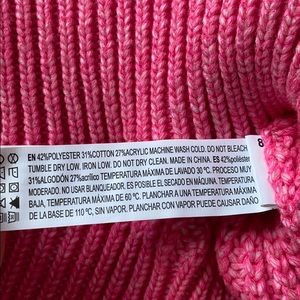 EN 42%POLYESTER 31%COTTON 27%ACRYLIC MACHINE WASH COLD. DO NOT BLEACH
TUMBLE DRY LOW. IRON LOW. DO NOT DRY CLEAN. MADE IN CHINA. ES 42%poliéster
31%ALGODÓN 27%acrílico TEMPERATURA MÁXIMA DE LAVADO 30 ºC. PROCESO MUY
MODERADO. NO USAR BLANQUEADOR. ES POSIBLE EL SECADO EN MÁQUINA. TEMPERATURA
BAJA, TEMPERATURA MÁXIMA DE 60 ºC. PLANCHAR A UNA TEMPERATURA MÁXIMA
DE LA BASE DE 110 ºC, SIN VAPOR. PLANCHAR CON VAPOR PUEDE CAUSAR DAÑO
8